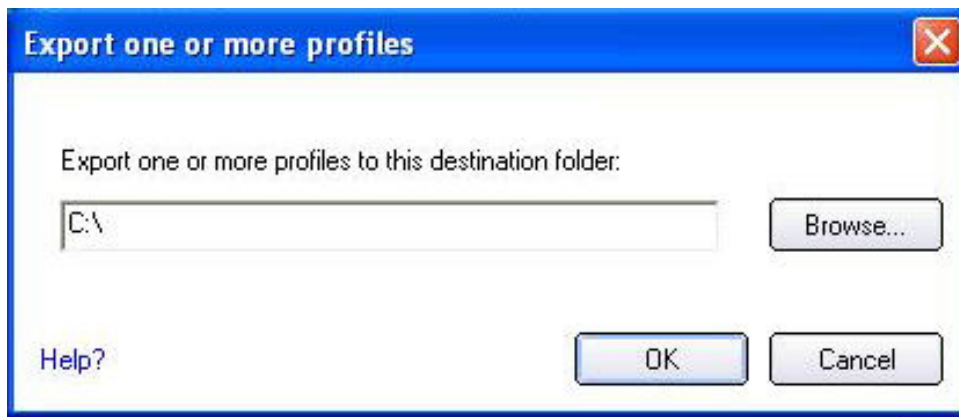 Export one or more profiles
Export one or more profiles to this destination folder:
C:\
Browse...
Help?
OK
Cancel